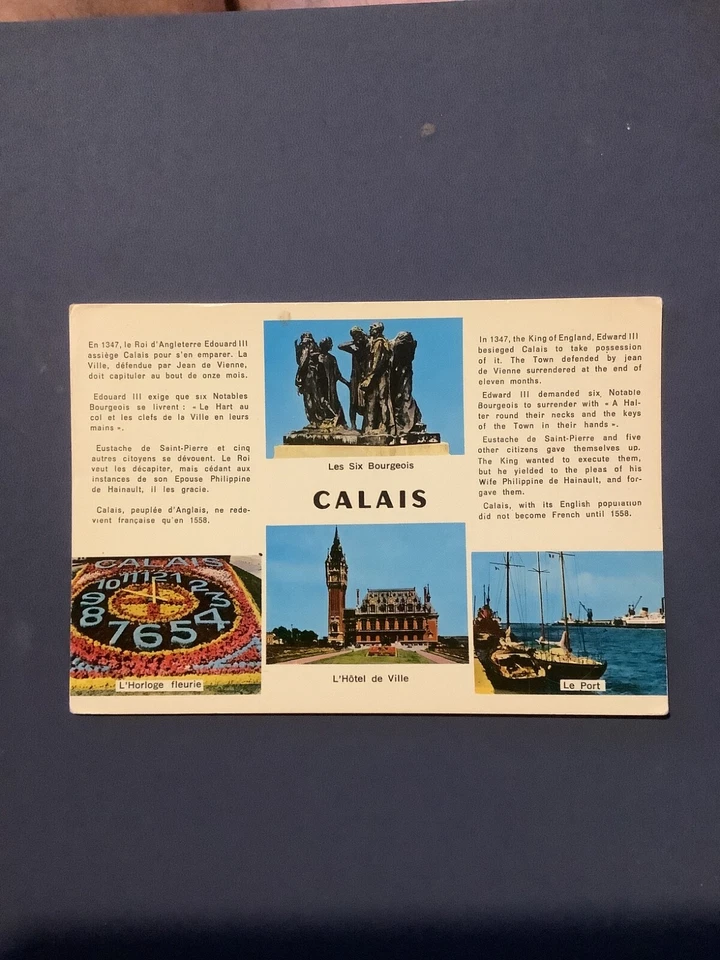 En 1347, le Roi d'Angleterre Edouard III
assiège Calais pour s'en emparer. La
Ville, défendue par Jean de Vienne,
doit capituler au bout de onze mois.
Edouard III exige que six Notables
Bourgeois se livrent : « Le Hart au
col et les clefs de la Ville en leurs
mains ».
Eustache de Saint-Pierre et cinq
autres citoyens se dévouent. Le Roi
veut les décapiter, mais cédant aux
instances de son Epouse Philippine
de Hainault, il les gracie.
Calais, peuplée d'Anglais, ne rede-
vient française qu'en 1558.
Les Six Bourgeois
CALAIS
In 1347, the King of England, Edward III
besieged Calais to take possession
of it. The Town defended by jean
de Vienne surrendered at the end of
eleven months.
Edward III demanded six Notable
Bourgeois to surrender with « A Hal-
ter round their necks and the keys
of the Town in their hands ».
Eustache de Saint-Pierre and five
other citizens gave themselves up.
The King wanted to execute them,
but he yielded to the pleas of his
Wife Philippine de Hainault, and for-
gave them.
Calais, with its English population
did not become French until 1558.
CALAIS
10 11 12 1 2 3 4 5 6 7 8 9
L'Horloge fleurie
L'Hôtel de Ville
Le Port